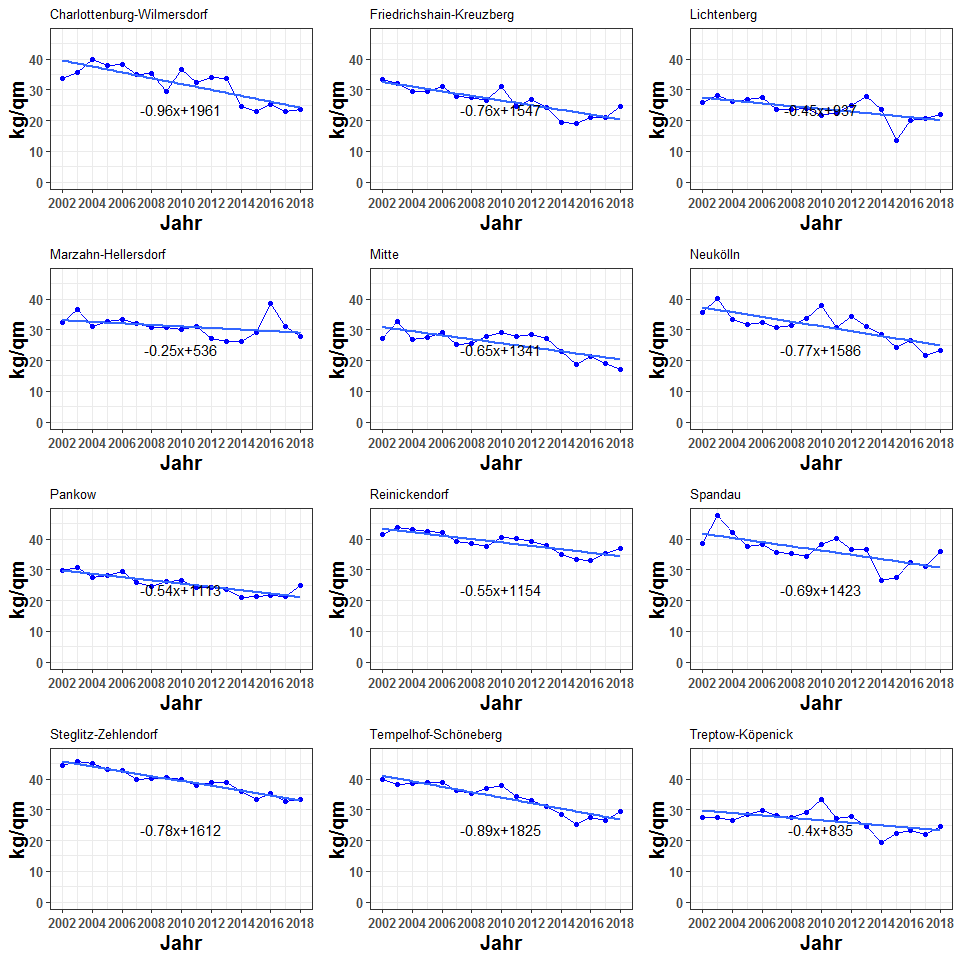 Charlottenburg-Wilmersdorf
kg/qm
40
30
20
10
0
-0.96x+1961
2002 2004 2006 2008 2010 2012 2014 2016 2018
Jahr
Friedrichshain-Kreuzberg
kg/qm
40
30
20
10
0
-0.76x+1547
2002 2004 2006 2008 2010 2012 2014 2016 2018
Jahr
Lichtenberg
kg/qm
40
30
20
10
0
-0.45x+937
2002 2004 2006 2008 2010 2012 2014 2016 2018
Jahr
Marzahn-Hellersdorf
kg/qm
40
30
20
10
0
-0.25x+536
2002 2004 2006 2008 2010 2012 2014 2016 2018
Jahr
Mitte
kg/qm
40
30
20
10
0
-0.65x+1341
2002 2004 2006 2008 2010 2012 2014 2016 2018
Jahr
Neukölln
kg/qm
40
30
20
10
0
-0.77x+1586
2002 2004 2006 2008 2010 2012 2014 2016 2018
Jahr
Pankow
kg/qm
40
30
20
10
0
-0.54x+1113
2002 2004 2006 2008 2010 2012 2014 2016 2018
Jahr
Reinickendorf
kg/qm
40
30
20
10
0
-0.55x+1154
2002 2004 2006 2008 2010 2012 2014 2016 2018
Jahr
Spandau
kg/qm
40
30
20
10
0
-0.69x+1423
2002 2004 2006 2008 2010 2012 2014 2016 2018
Jahr
Steglitz-Zehlendorf
kg/qm
40
30
20
10
0
-0.78x+1612
2002 2004 2006 2008 2010 2012 2014 2016 2018
Jahr
Tempelhof-Schöneberg
kg/qm
40
30
20
10
0
-0.89x+1825
2002 2004 2006 2008 2010 2012 2014 2016 2018
Jahr
Treptow-Köpenick
kg/qm
40
30
20
10
0
-0.4x+835
2002 2004 2006 2008 2010 2012 2014 2016 2018
Jahr